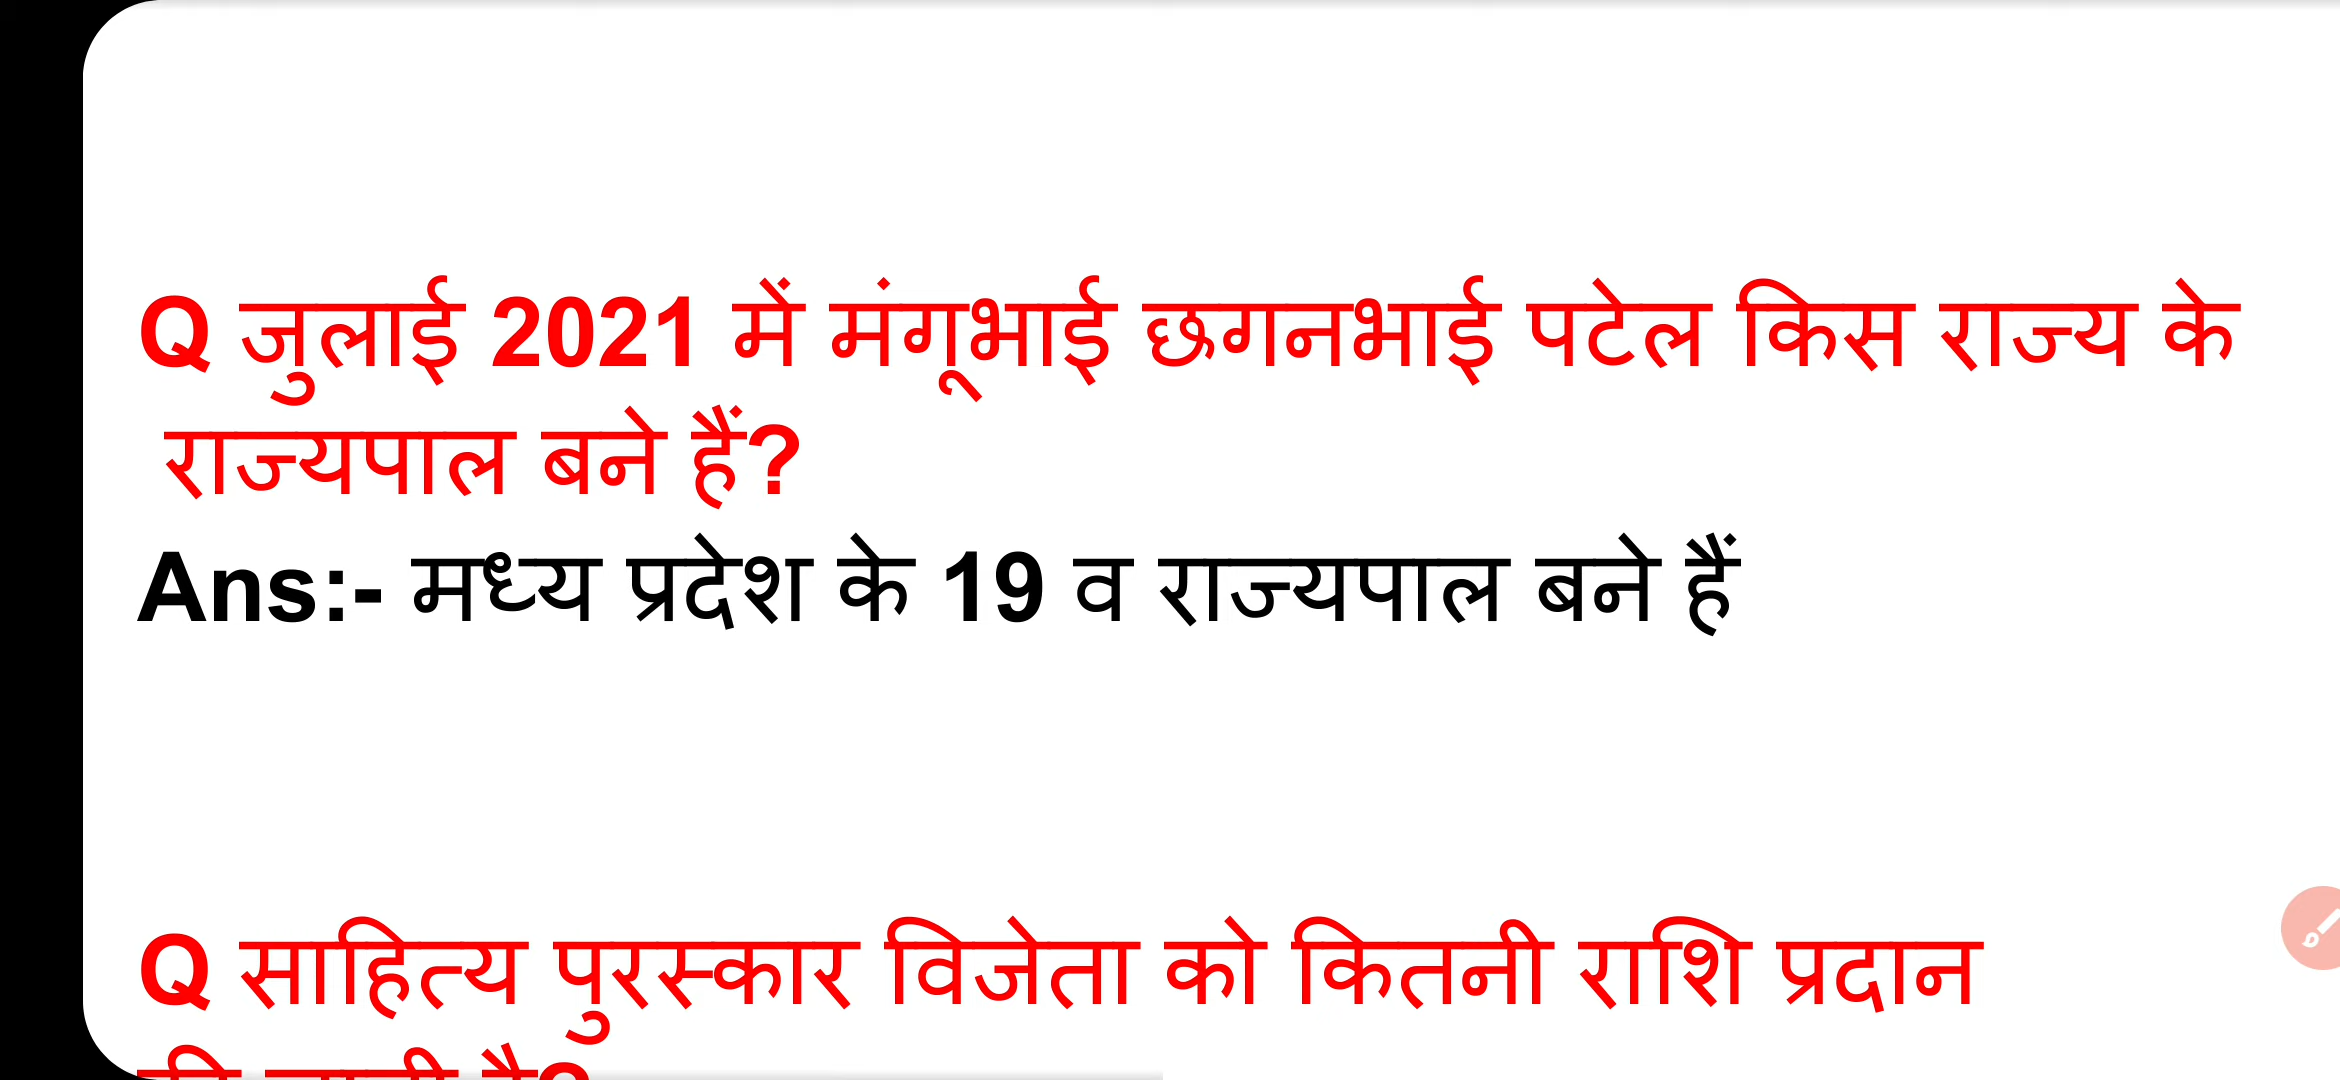 Q जुलाई 2021 में मंगूभाई छगनभाई पटेल किस राज्य के
राज्यपाल बने हैं?
Ans:- मध्य प्रदेश के 19 व राज्यपाल बने हैं
Q साहित्य पुरस्कार विजेता को कितनी राशि प्रदान
की जाती है?